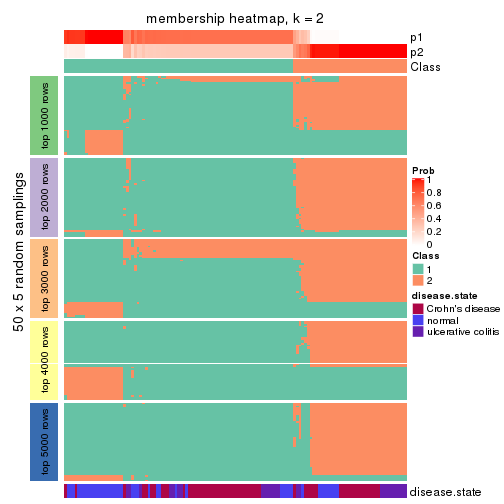 membership heatmap, k = 2
p1
p2
Class
50 x 5 random samplings
top 1000 rows
top 2000 rows
top 3000 rows
top 4000 rows
top 5000 rows
Prob
1
0.8
0.6
0.4
0.2
0
Class
1
2
disease.state
Crohn's disease
normal
ulcerative colitis
disease.state